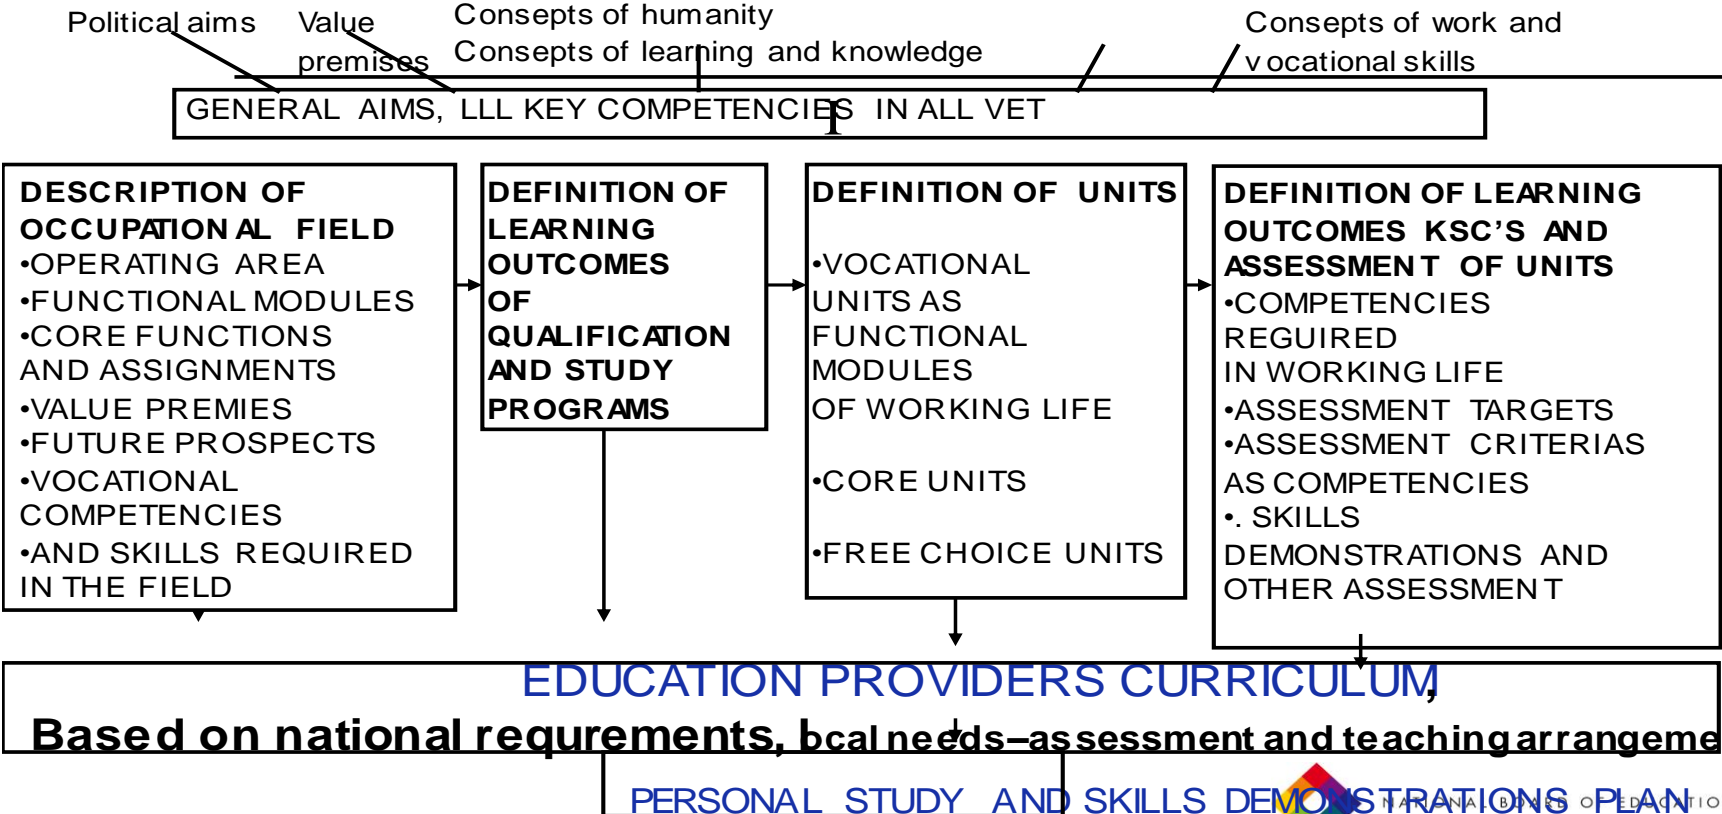 Political aims
Value
premises
Consepts of humanity
Consepts of learning and knowledge
Consepts of work and
vocational skills
GENERAL AIMS, LLL KEY COMPETENCIES IN ALL VET
DESCRIPTION OF
OCCUPATIONAL FIELD
•OPERATING AREA
•FUNCTIONAL MODULES
•CORE FUNCTIONS
AND ASSIGNMENTS
•VALUE PREMIES
•FUTURE PROSPECTS
•VOCATIONAL
COMPETENCIES
•AND SKILLS REQUIRED
IN THE FIELD
DEFINITION OF
LEARNING
OUTCOMES
OF
QUALIFICATION
AND STUDY
PROGRAMS
DEFINITION OF UNITS
•VOCATIONAL
UNITS AS
FUNCTIONAL
MODULES
OF WORKING LIFE
•CORE UNITS
•FREE CHOICE UNITS
DEFINITION OF LEARNING
OUTCOMES KSC'S AND
ASSESSMENT OF UNITS
•COMPETENCIES
REGUIRED
IN WORKING LIFE
•ASSESSMENT TARGETS
•ASSESSMENT CRITERIAS
AS COMPETENCIES
•. SKILLS
DEMONSTRATIONS AND
OTHER ASSESSMENT
EDUCATION PROVIDERS CURRICULUM,
Based on national requrements, local needs–assessment and teaching arrangeme
PERSONAL STUDY AND SKILLS DEMONSTRATIONS PLAN
NATIONAL BOARD OF EDUCATIO